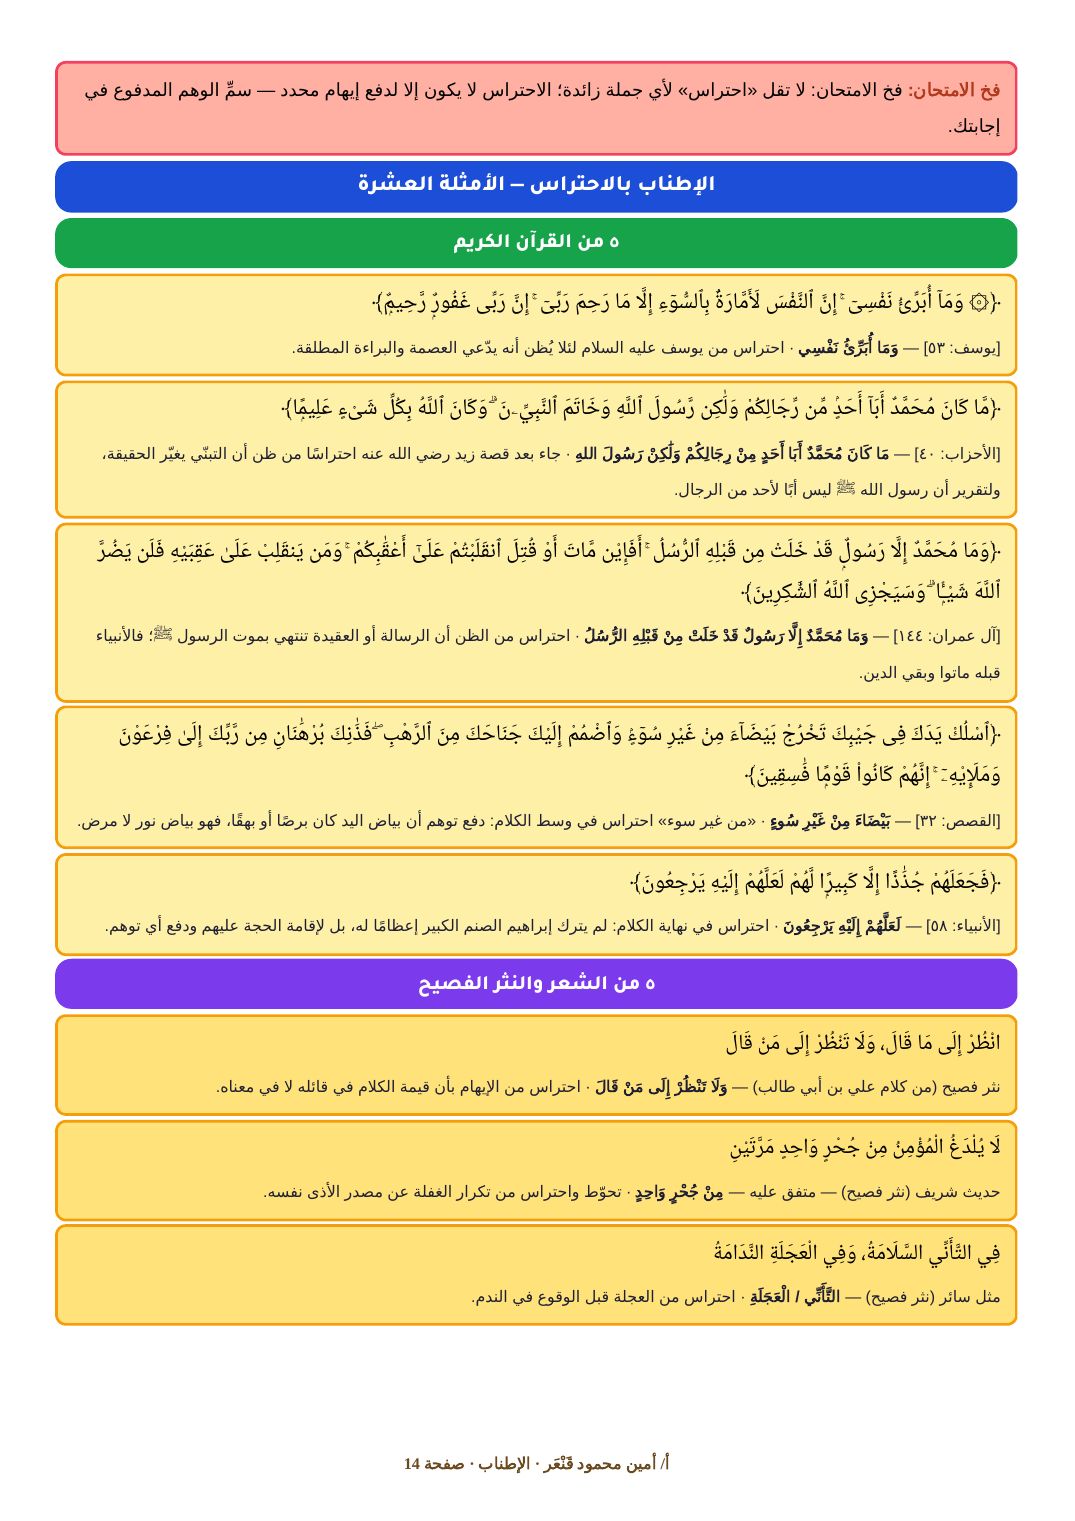 فخ الامتحان: فخ الامتحان: لا تقل «احتراس» لأي جملة زائدة؛ الاحتراس لا يكون إلا لدفع إيهام محدد — سمِّ الوهم المدفوع في
إجابتك.
الإطناب بالاحتراس – الأمثلة العشرة
٥ من القرآن الكريم
﴿۞ وَمَآ أُبَرِّئُ نَفْسِىٓ ۚ إِنَّ ٱلنَّفْسَ لَأَمَّارَةٌۢ بِٱلسُّوٓءِ إِلَّا مَا رَحِمَ رَبِّىٓ ۚ إِنَّ رَبِّى غَفُورٌۭ رَّحِيمٌۭ﴾
[يوسف: ٥٣] — وَمَا أُبَرِّئُ نَفْسِي · احتراس من يوسف عليه السلام لئلا يُظن أنه يدّعي العصمة والبراءة المطلقة.
﴿مَّا كَانَ مُحَمَّدٌ أَبَآ أَحَدٍۢ مِّن رِّجَالِكُمْ وَلَٰكِن رَّسُولَ ٱللَّهِ وَخَاتَمَ ٱلنَّبِيِّـۧنَ ۗ وَكَانَ ٱللَّهُ بِكُلِّ شَىْءٍ عَلِيمًۭا﴾
[الأحزاب: ٤٠] — مَا كَانَ مُحَمَّدٌ أَبَا أَحَدٍ مِنْ رِجَالِكُمْ وَلَٰكِنْ رَسُولَ اللهِ · جاء بعد قصة زيد رضي الله عنه احتراسًا من ظن أن التبنّي يغيّر الحقيقة،
ولتقرير أن رسول الله ﷺ ليس أبًا لأحد من الرجال.
﴿وَمَا مُحَمَّدٌ إِلَّا رَسُولٌۭ قَدْ خَلَتْ مِن قَبْلِهِ ٱلرُّسُلُ ۚ أَفَإِي۟ن مَّاتَ أَوْ قُتِلَ ٱنقَلَبْتُمْ عَلَىٰٓ أَعْقَٰبِكُمْ ۚ وَمَن يَنقَلِبْ عَلَىٰ عَقِبَيْهِ فَلَن يَضُرَّ
ٱللَّهَ شَيْـًۭٔا ۗ وَسَيَجْزِى ٱللَّهُ ٱلشَّٰكِرِينَ﴾
[آل عمران: ١٤٤] — وَمَا مُحَمَّدٌ إِلَّا رَسُولٌ قَدْ خَلَتْ مِنْ قَبْلِهِ الرُّسُلُ · احتراس من الظن أن الرسالة أو العقيدة تنتهي بموت الرسول ﷺ؛ فالأنبياء
قبله ماتوا وبقي الدين.
﴿ٱسْلُكْ يَدَكَ فِى جَيْبِكَ تَخْرُجْ بَيْضَآءَ مِنْ غَيْرِ سُوٓءٍۢ وَٱضْمُمْ إِلَيْكَ جَنَاحَكَ مِنَ ٱلرَّهْبِ ۖ فَذَٰنِكَ بُرْهَٰنَانِ مِن رَّبِّكَ إِلَىٰ فِرْعَوْنَ
وَمَلَإِي۟هِۦٓ ۚ إِنَّهُمْ كَانُوا۟ قَوْمًۭا فَٰسِقِينَ﴾
[القصص: ٣٢] — بَيْضَاءَ مِنْ غَيْرِ سُوءٍ · «من غير سوء» احتراس في وسط الكلام: دفع توهم أن بياض اليد كان برصًا أو بهقًا، فهو بياض نور لا مرض.
﴿فَجَعَلَهُمْ جُذَٰذًا إِلَّا كَبِيرًۭا لَّهُمْ لَعَلَّهُمْ إِلَيْهِ يَرْجِعُونَ﴾
[الأنبياء: ٥٨] — لَعَلَّهُمْ إِلَيْهِ يَرْجِعُونَ · احتراس في نهاية الكلام: لم يترك إبراهيم الصنم الكبير إعظامًا له، بل لإقامة الحجة عليهم ودفع أي توهم.
٥ من الشعر والنثر الفصيح
انْظُرْ إِلَى مَا قَالَ، وَلَا تَنْظُرْ إِلَى مَنْ قَالَ
نثر فصيح (من كلام علي بن أبي طالب) — وَلَا تَنْظُرْ إِلَى مَنْ قَالَ · احتراس من الإيهام بأن قيمة الكلام في قائله لا في معناه.
لَا يُلْدَغُ الْمُؤْمِنُ مِنْ جُحْرٍ وَاحِدٍ مَرَّتَيْنِ
حديث شريف (نثر فصيح) — متفق عليه — مِنْ جُحْرٍ وَاحِدٍ · تحوّط واحتراس من تكرار الغفلة عن مصدر الأذى نفسه.
فِي التَّأَنِّي السَّلَامَةُ، وَفِي الْعَجَلَةِ النَّدَامَةُ
مثل سائر (نثر فصيح) — التَّأَنِّي / الْعَجَلَةِ · احتراس من العجلة قبل الوقوع في الندم.
أ/ أمين محمود قَنْعَر · الإطناب · صفحة 14